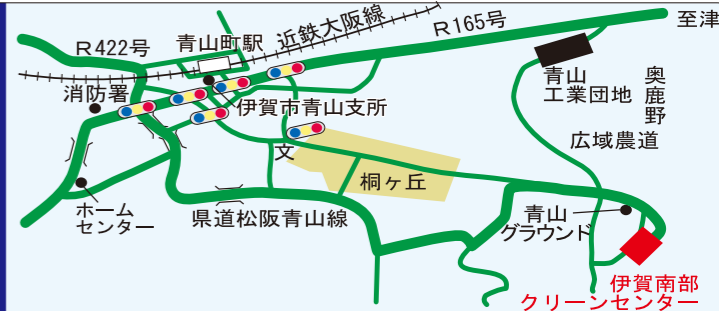 至津
R165号
近鉄大阪線
R422号
青山町駅
消防署
伊賀市青山支所
青山
工業団地
奥鹿野
広域農道
文
桐ヶ丘
ホーム
センター
県道松阪青山線
青山
グラウンド
伊賀南部
クリーンセンター